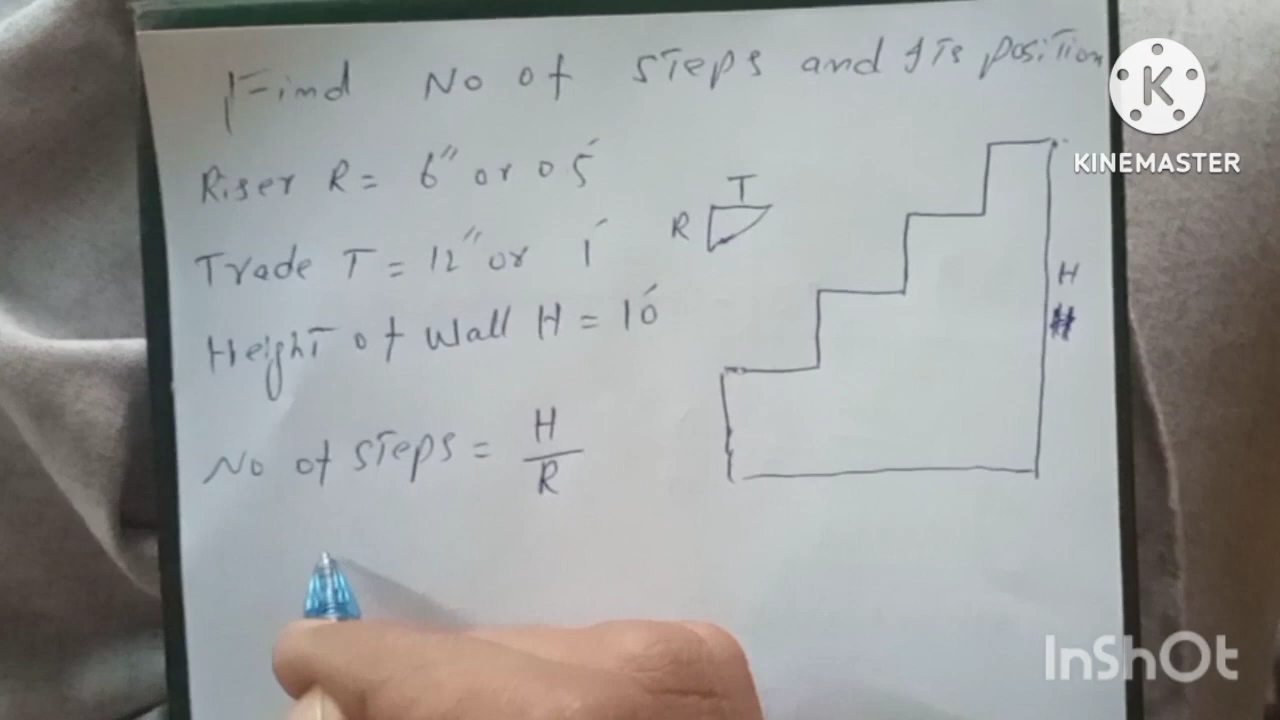 Find No of steps and Its position
Riser R = 6" or 0 5'
T
R
Trade T = 12" or 1'
Height of wall H = 10'
H
H
No of steps = H
R
K
KINEMASTER
InShOt